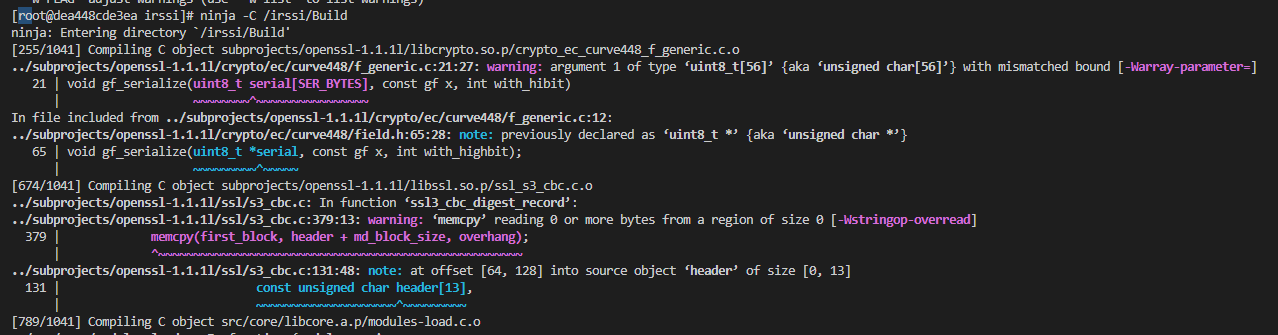 [root@dea448cde3ea irssi]# ninja -C /irssi/Build
ninja: Entering directory `/irssi/Build'
[255/1041] Compiling C object subprojects/openssl-1.1.1l/libcrypto.so.p/crypto_ec_curve448_f_generic.c.o
../subprojects/openssl-1.1.1l/crypto/ec/curve448/f_generic.c:21:27: warning: argument 1 of type ‘uint8_t[56]’ {aka ‘unsigned char[56]’} with mismatched bound [-Warray-parameter=]
21 | void gf_serialize(uint8_t serial[SER_BYTES], const gf x, int with_hibit)
| ~~~~~~~~^~~~~~~~~~~~~~~~~
In file included from ../subprojects/openssl-1.1.1l/crypto/ec/curve448/f_generic.c:12:
../subprojects/openssl-1.1.1l/crypto/ec/curve448/field.h:65:28: note: previously declared as ‘uint8_t *’ {aka ‘unsigned char *’}
65 | void gf_serialize(uint8_t *serial, const gf x, int with_highbit);
| ~~~~~~~~~^~~~~~
[674/1041] Compiling C object subprojects/openssl-1.1.1l/libssl.so.p/ssl_s3_cbc.c.o
../subprojects/openssl-1.1.1l/ssl/s3_cbc.c: In function ‘ssl3_cbc_digest_record’:
../subprojects/openssl-1.1.1l/ssl/s3_cbc.c:379:13: warning: ‘memcpy’ reading 0 or more bytes from a region of size 0 [-Wstringop-overread]
379 | memcpy(first_block, header + md_block_size, overhang);
| ^~~~~~~~~~~~~~~~~~~~~~~~~~~~~~~~~~~~~~~~~~~~~~~~~~~~~
../subprojects/openssl-1.1.1l/ssl/s3_cbc.c:131:48: note: at offset [64, 128] into source object ‘header’ of size [0, 13]
131 | const unsigned char header[13],
| ~~~~~~~~~~~~~~~~~~~~^~~~~~~~~~
[789/1041] Compiling C object src/core/libcore.a.p/modules-load.c.o